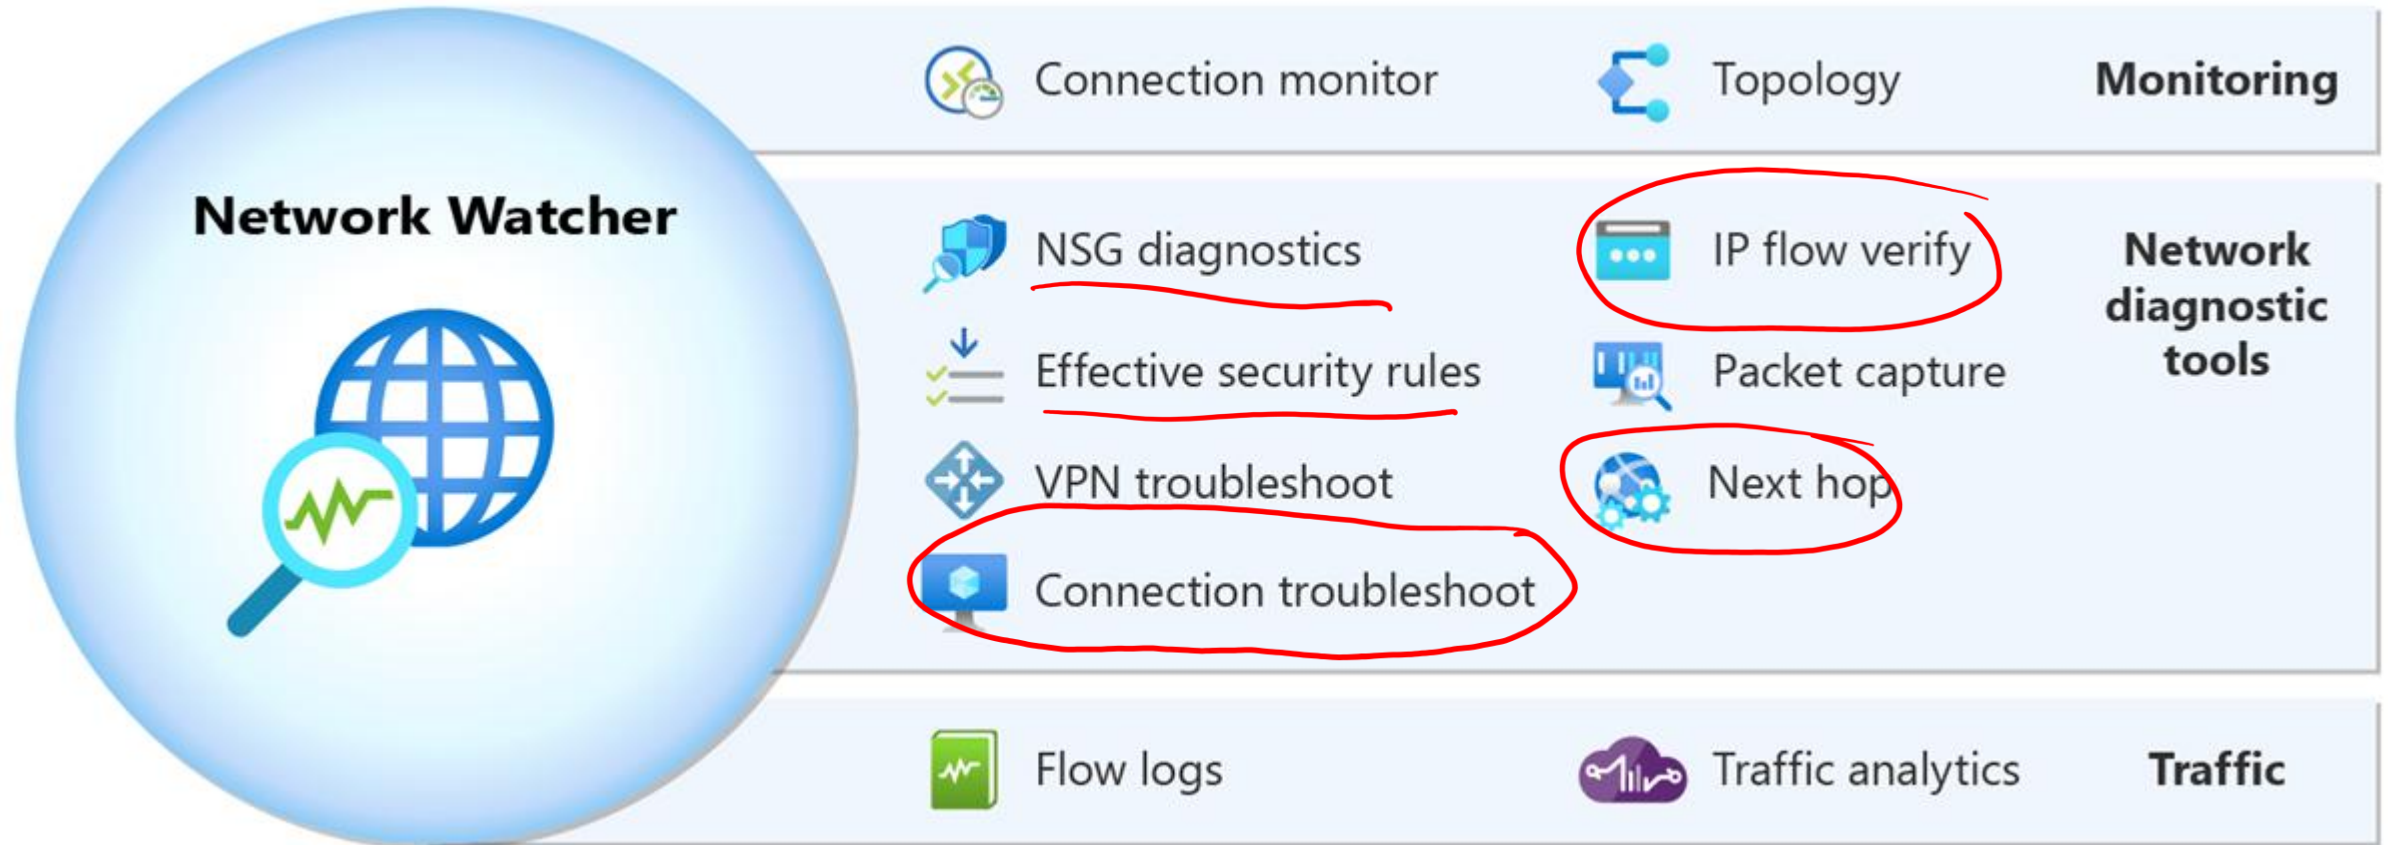 Network Watcher
Connection monitor
Topology
Monitoring
NSG diagnostics
IP flow verify
Network
diagnostic
tools
Effective security rules
Packet capture
VPN troubleshoot
Next hop
Connection troubleshoot
Flow logs
Traffic analytics
Traffic